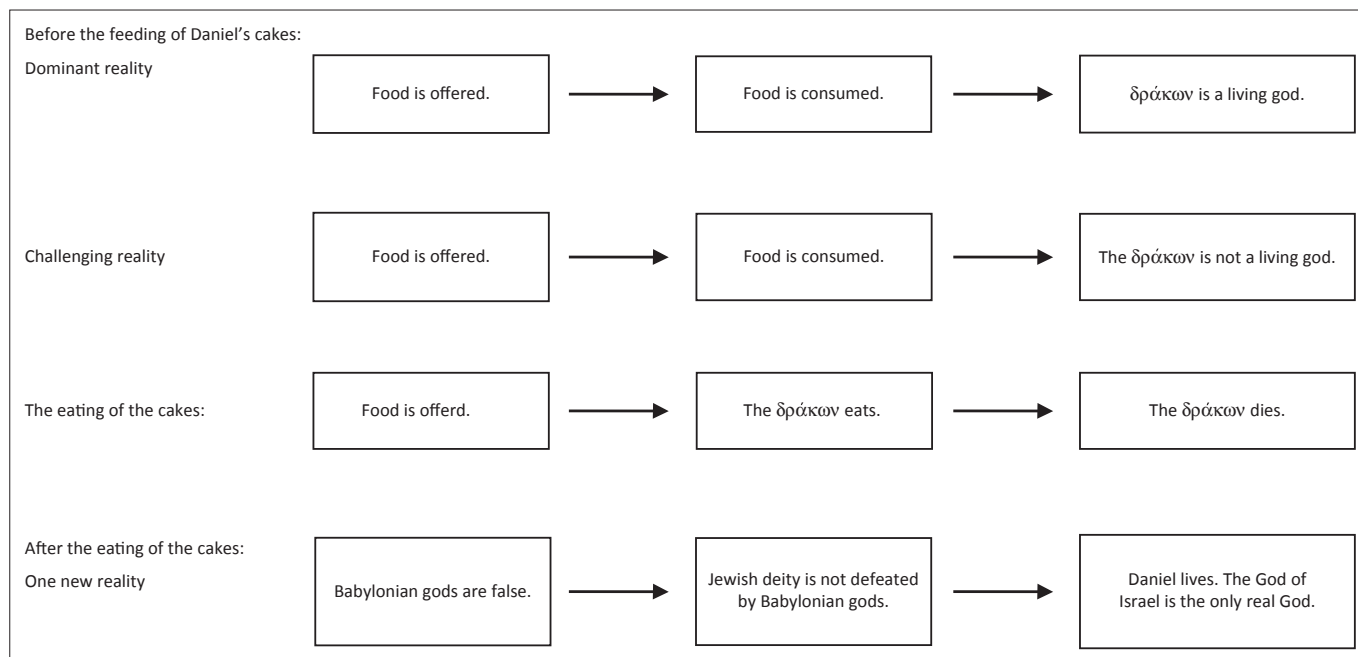 Before the feeding of Daniel’s cakes:
Dominant reality
Food is offered.
Food is consumed.
δράκων is a living god.
Challenging reality
Food is offered.
Food is consumed.
The δράκων is not a living god.
The eating of the cakes:
Food is offerd.
The δράκων eats.
The δράκων dies.
After the eating of the cakes:
One new reality
Babylonian gods are false.
Jewish deity is not defeated
by Babylonian gods.
Daniel lives. The God of
Israel is the only real God.